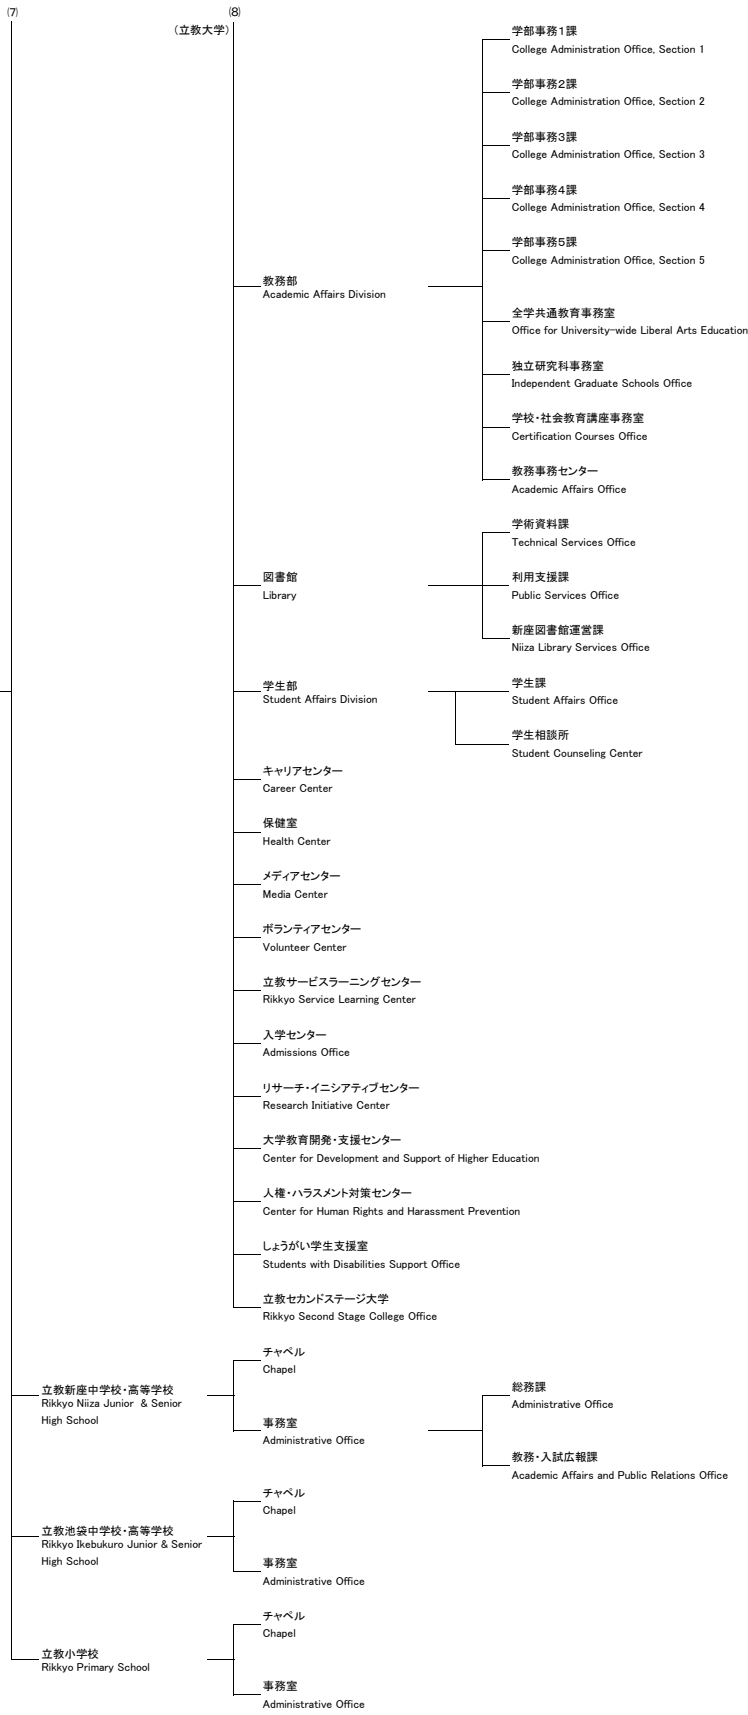 (7)
(8)
(立教大学)
学部事務1課
College Administration Office, Section 1
学部事務2課
College Administration Office, Section 2
学部事務3課
College Administration Office, Section 3
学部事務4課
College Administration Office, Section 4
学部事務5課
College Administration Office, Section 5
教務部
Academic Affairs Division
全学共通教育事務室
Office for University-wide Liberal Arts Education
独立研究科事務室
Independent Graduate Schools Office
学校・社会教育講座事務室
Certification Courses Office
教務事務センター
Academic Affairs Office
学術資料課
Technical Services Office
図書館
Library
利用支援課
Public Services Office
新座図書館運営課
Niiza Library Services Office
学生部
Student Affairs Division
学生課
Student Affairs Office
学生相談所
Student Counseling Center
キャリアセンター
Career Center
保健室
Health Center
メディアセンター
Media Center
ボランティアセンター
Volunteer Center
立教サービスラーニングセンター
Rikkyo Service Learning Center
入学センター
Admissions Office
リサーチ・イニシアティブセンター
Research Initiative Center
大学教育開発・支援センター
Center for Development and Support of Higher Education
人権・ハラスメント対策センター
Center for Human Rights and Harassment Prevention
しょうがい学生支援室
Students with Disabilities Support Office
立教セカンドステージ大学
Rikkyo Second Stage College Office
立教新座中学校・高等学校
Rikkyo Niiza Junior & Senior
High School
チャペル
Chapel
事務室
Administrative Office
総務課
Administrative Office
教務・入試広報課
Academic Affairs and Public Relations Office
立教池袋中学校・高等学校
Rikkyo Ikebukuro Junior & Senior
High School
チャペル
Chapel
事務室
Administrative Office
立教小学校
Rikkyo Primary School
チャペル
Chapel
事務室
Administrative Office